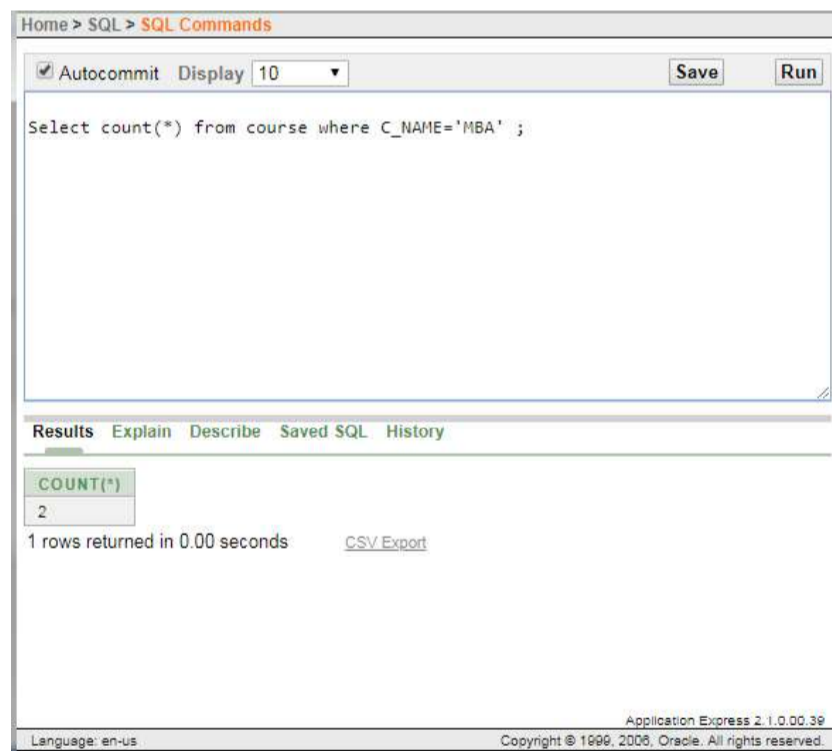 Home > SQL > SQL Commands
Autocommit Display 10 Save Run
Select count(*) from course where C_NAME='MBA' ;
Results Explain Describe Saved SQL History
COUNT(*)
2
1 rows returned in 0.00 seconds CSV Export
Application Express 2.1.0.00.39
Language: en-us Copyright © 1999, 2006, Oracle. All rights reserved.